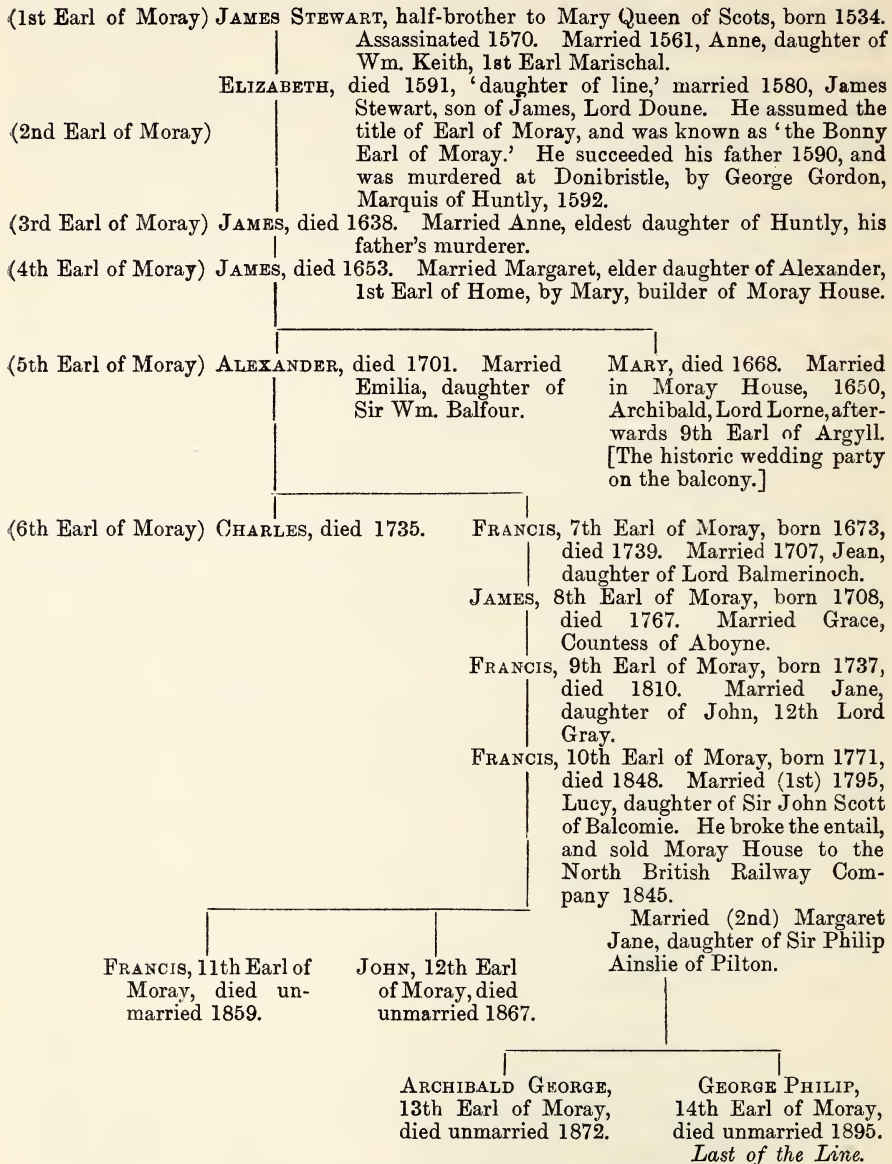 (1st Earl of Moray) JAMES STEWART, half-brother to Mary Queen of Scots, born 1534.
Assassinated 1570. Married 1561, Anne, daughter of
Wm. Keith, 1st Earl Marischal.
ELIZABETH, died 1591, 'daughter of line,' married 1580, James
Stewart, son of James, Lord Doune. He assumed the
(2nd Earl of Moray) title of Earl of Moray, and was known as 'the Bonny
Earl of Moray.' He succeeded his father 1590, and
was murdered at Donibristle, by George Gordon,
Marquis of Huntly, 1592.
(3rd Earl of Moray) JAMES, died 1638. Married Anne, eldest daughter of Huntly, his
father's murderer.
(4th Earl of Moray) JAMES, died 1653. Married Margaret, elder daughter of Alexander,
1st Earl of Home, by Mary, builder of Moray House.
(5th Earl of Moray) ALEXANDER, died 1701. Married
Emilia, daughter of
Sir Wm. Balfour.
MARY, died 1668. Married
in Moray House, 1650,
Archibald, Lord Lorne, after-
wards 9th Earl of Argyll.
[The historic wedding party
on the balcony.]
(6th Earl of Moray) CHARLES, died 1735.
FRANCIS, 7th Earl of Moray, born 1673,
died 1739. Married 1707, Jean,
daughter of Lord Balmerinoch.
JAMES, 8th Earl of Moray, born 1708,
died 1767. Married Grace,
Countess of Aboyne.
FRANCIS, 9th Earl of Moray, born 1737,
died 1810. Married Jane,
daughter of John, 12th Lord
Gray.
FRANCIS, 10th Earl of Moray, born 1771,
died 1848. Married (1st) 1795,
Lucy, daughter of Sir John Scott
of Balcomie. He broke the entail,
and sold Moray House to the
North British Railway Com-
pany 1845.
Married (2nd) Margaret
Jane, daughter of Sir Philip
Ainslie of Pilton.
FRANCIS, 11th Earl of
Moray, died un-
married 1859.
JOHN, 12th Earl
of Moray, died
unmarried 1867.
ARCHIBALD GEORGE,
13th Earl of Moray,
died unmarried 1872.
GEORGE PHILIP,
14th Earl of Moray,
died unmarried 1895.
Last of the Line.